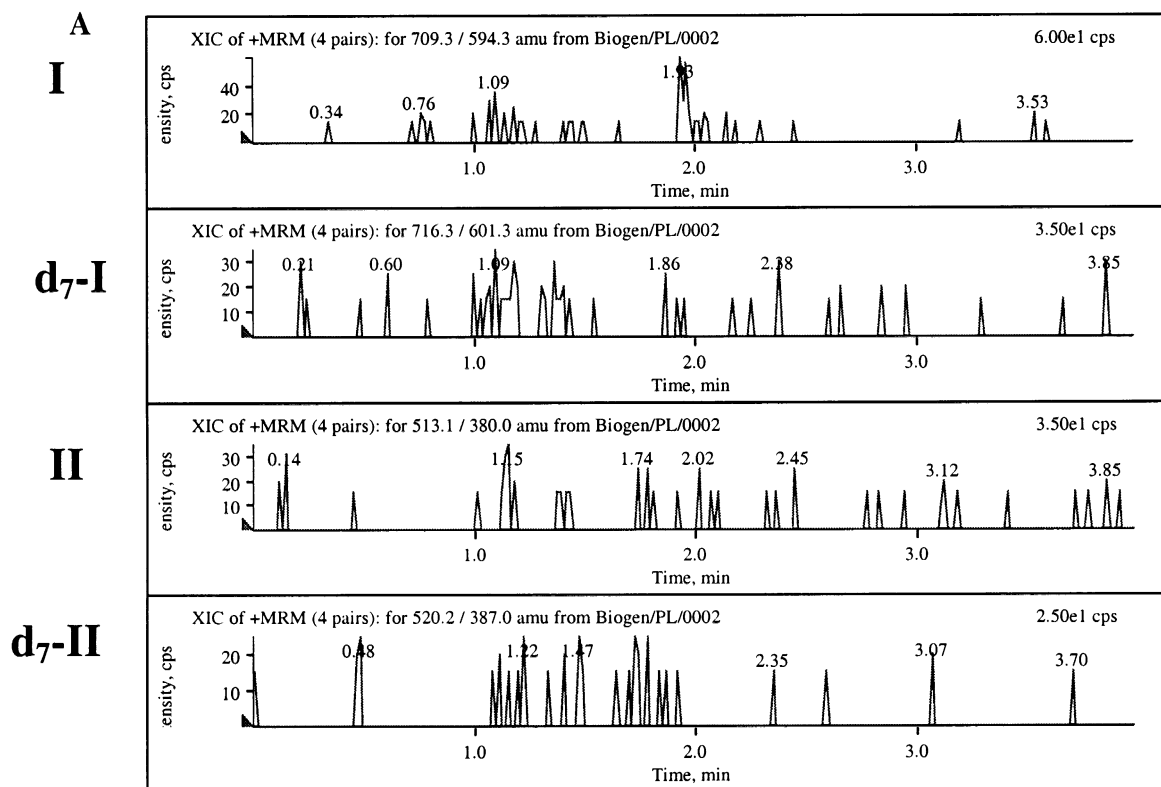 A
I
XIC of +MRM (4 pairs): for 709.3 / 594.3 amu from Biogen/PL/0002 6.00e1 cps
ensity, cps
40
20
0.34 0.76 1.09 1.93 3.53
1.0 2.0 3.0
Time, min
d7-I
XIC of +MRM (4 pairs): for 716.3 / 601.3 amu from Biogen/PL/0002 3.50e1 cps
ensity, cps
30
20
10
0.21 0.60 1.09 1.86 2.38 3.85
1.0 2.0 3.0
Time, min
II
XIC of +MRM (4 pairs): for 513.1 / 380.0 amu from Biogen/PL/0002 3.50e1 cps
ensity, cps
30
20
10
0.14 1.15 1.74 2.02 2.45 3.12 3.85
1.0 2.0 3.0
Time, min
d7-II
XIC of +MRM (4 pairs): for 520.2 / 387.0 amu from Biogen/PL/0002 2.50e1 cps
ensity, cps
20
10
0.48 1.22 1.47 2.35 3.07 3.70
1.0 2.0 3.0
Time, min